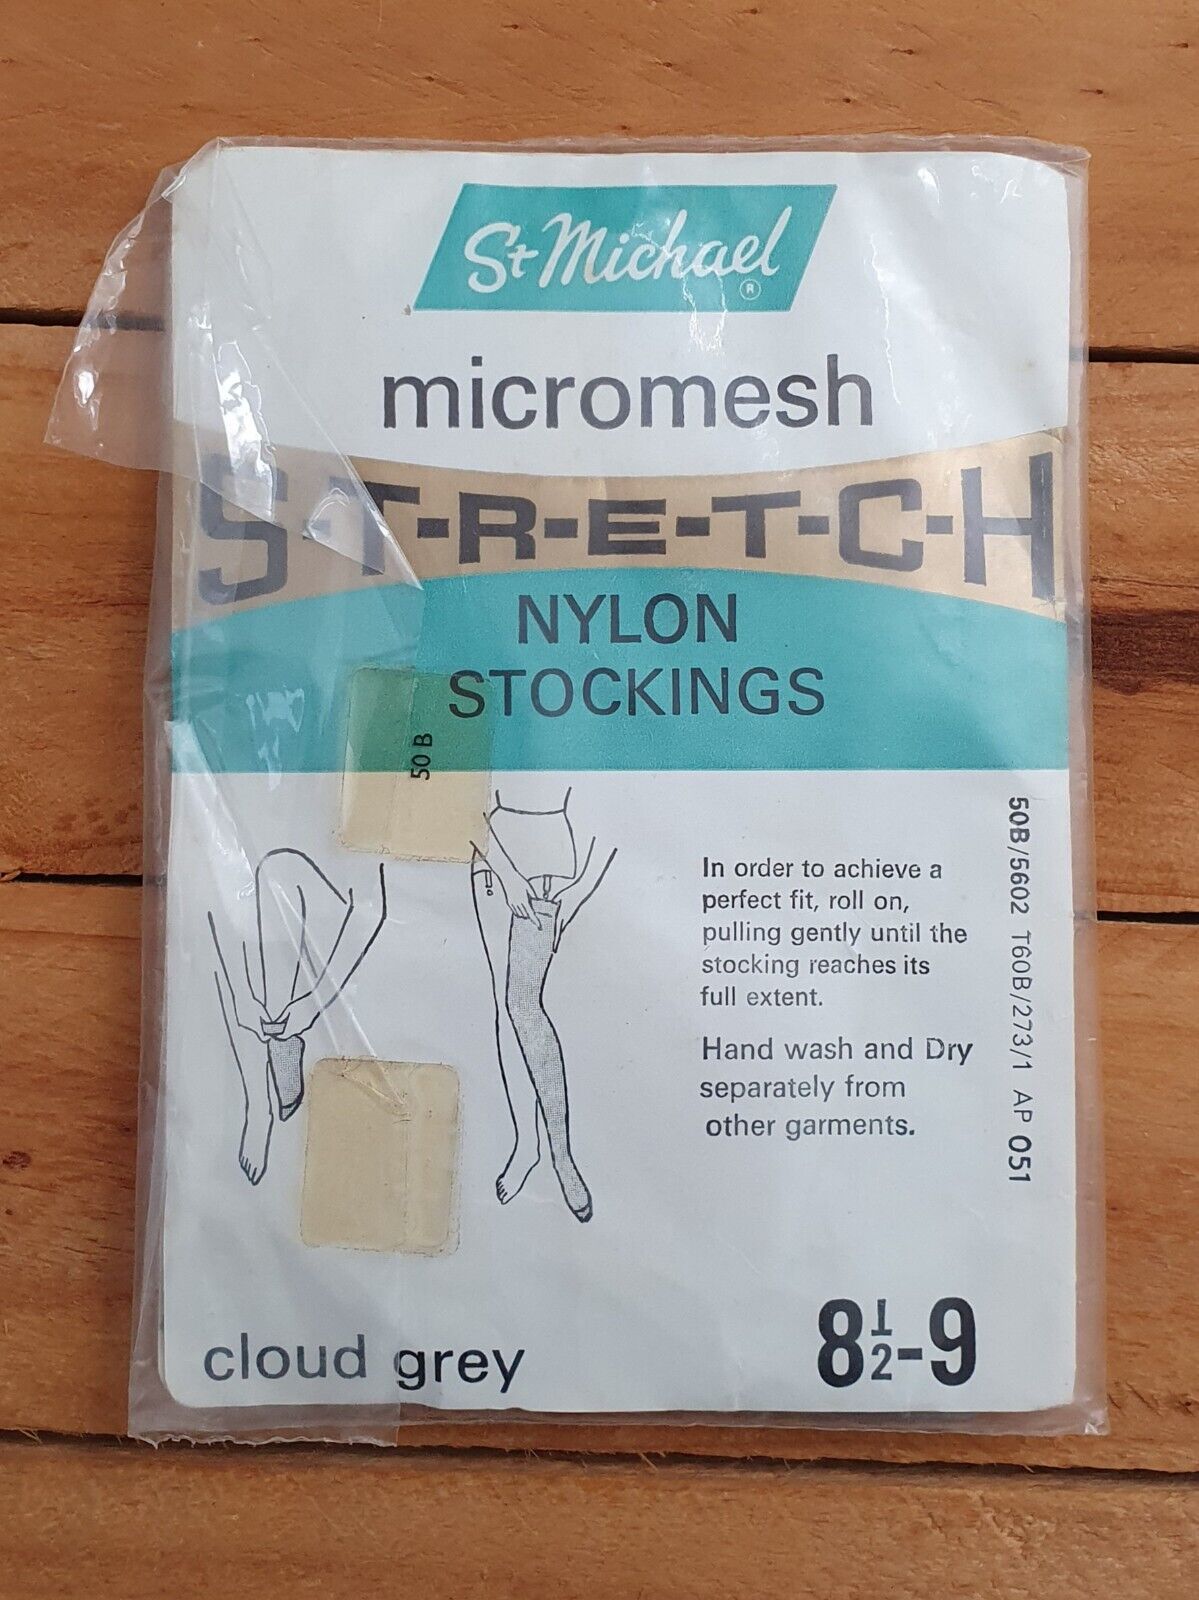 St Michael
®
micromesh
S-T-R-E-T-C-H
NYLON
STOCKINGS
50 B
In order to achieve a
perfect fit, roll on,
pulling gently until the
stocking reaches its
full extent.
Hand wash and Dry
separately from
other garments.
50B/5602 T60B/273/1 AP 051
cloud grey
8½-9